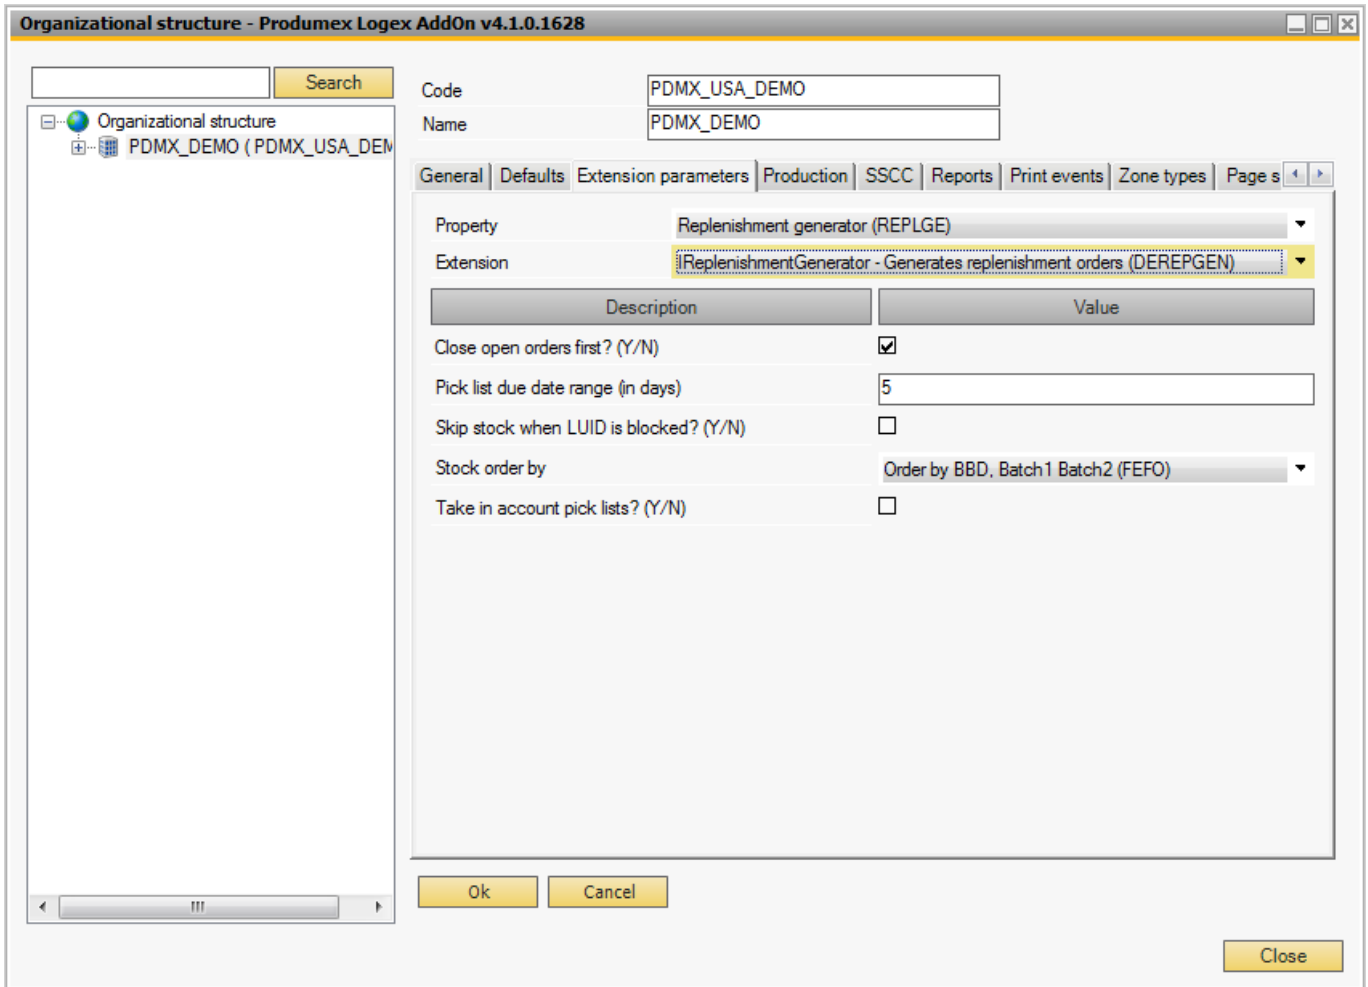 Organizational structure - Produmex Logex AddOn v4.1.0.1628
Search
Organizational structure
PDMX_DEMO ( PDMX_USA_DEM
Code PDMX_USA_DEMO
Name PDMX_DEMO
General Defaults Extension parameters Production SSCC Reports Print events Zone types Page s
Property Replenishment generator (REPLGE)
Extension IReplenishmentGenerator - Generates replenishment orders (DEREPGEN)
Description Value
Close open orders first? (Y/N)
Pick list due date range (in days) 5
Skip stock when LUID is blocked? (Y/N)
Stock order by Order by BBD, Batch1 Batch2 (FEFO)
Take in account pick lists? (Y/N)
Ok Cancel
Close